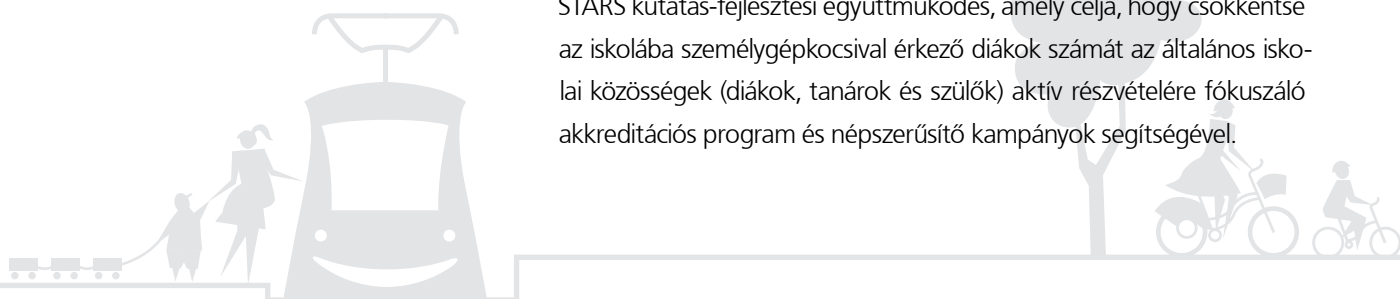 STARS kutatás-fejlesztési együttműködés, amely célja, hogy csökkentse
az iskolába személygépkocsival érkező diákok számát az általános isko-
lai közösségek (diákok, tanárok és szülők) aktív részvételére fókuszáló
akkreditációs program és népszerűsítő kampányok segítségével.